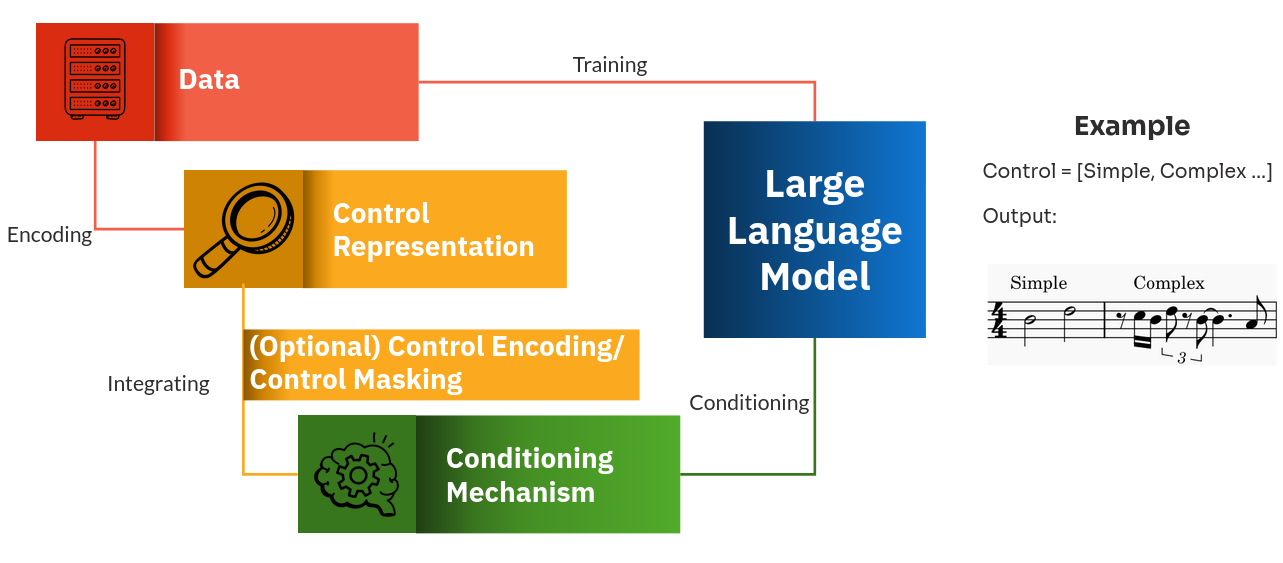 Data
Training
Large
Language
Model
Example
Control = [Simple, Complex ...]
Output:
Encoding
Control
Representation
Simple Complex
4
4
3
(Optional) Control Encoding/
Control Masking
Integrating
Conditioning
Conditioning
Mechanism